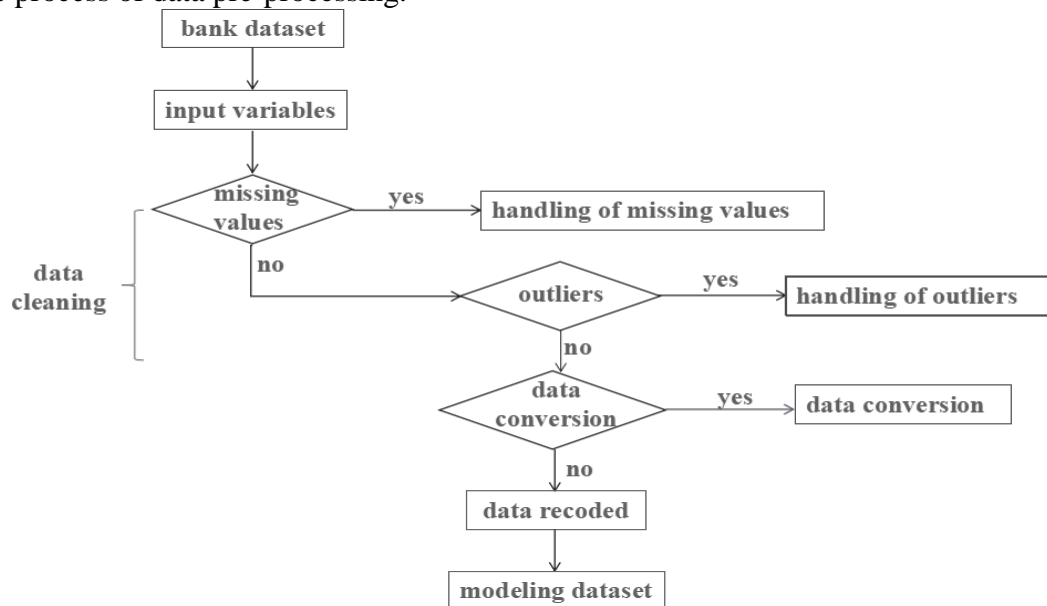 process of data pre-processing.
bank dataset
input variables
missing
values
yes
handling of missing values
no
data
cleaning
outliers
yes
handling of outliers
no
data
conversion
yes
data conversion
no
data recoded
modeling dataset